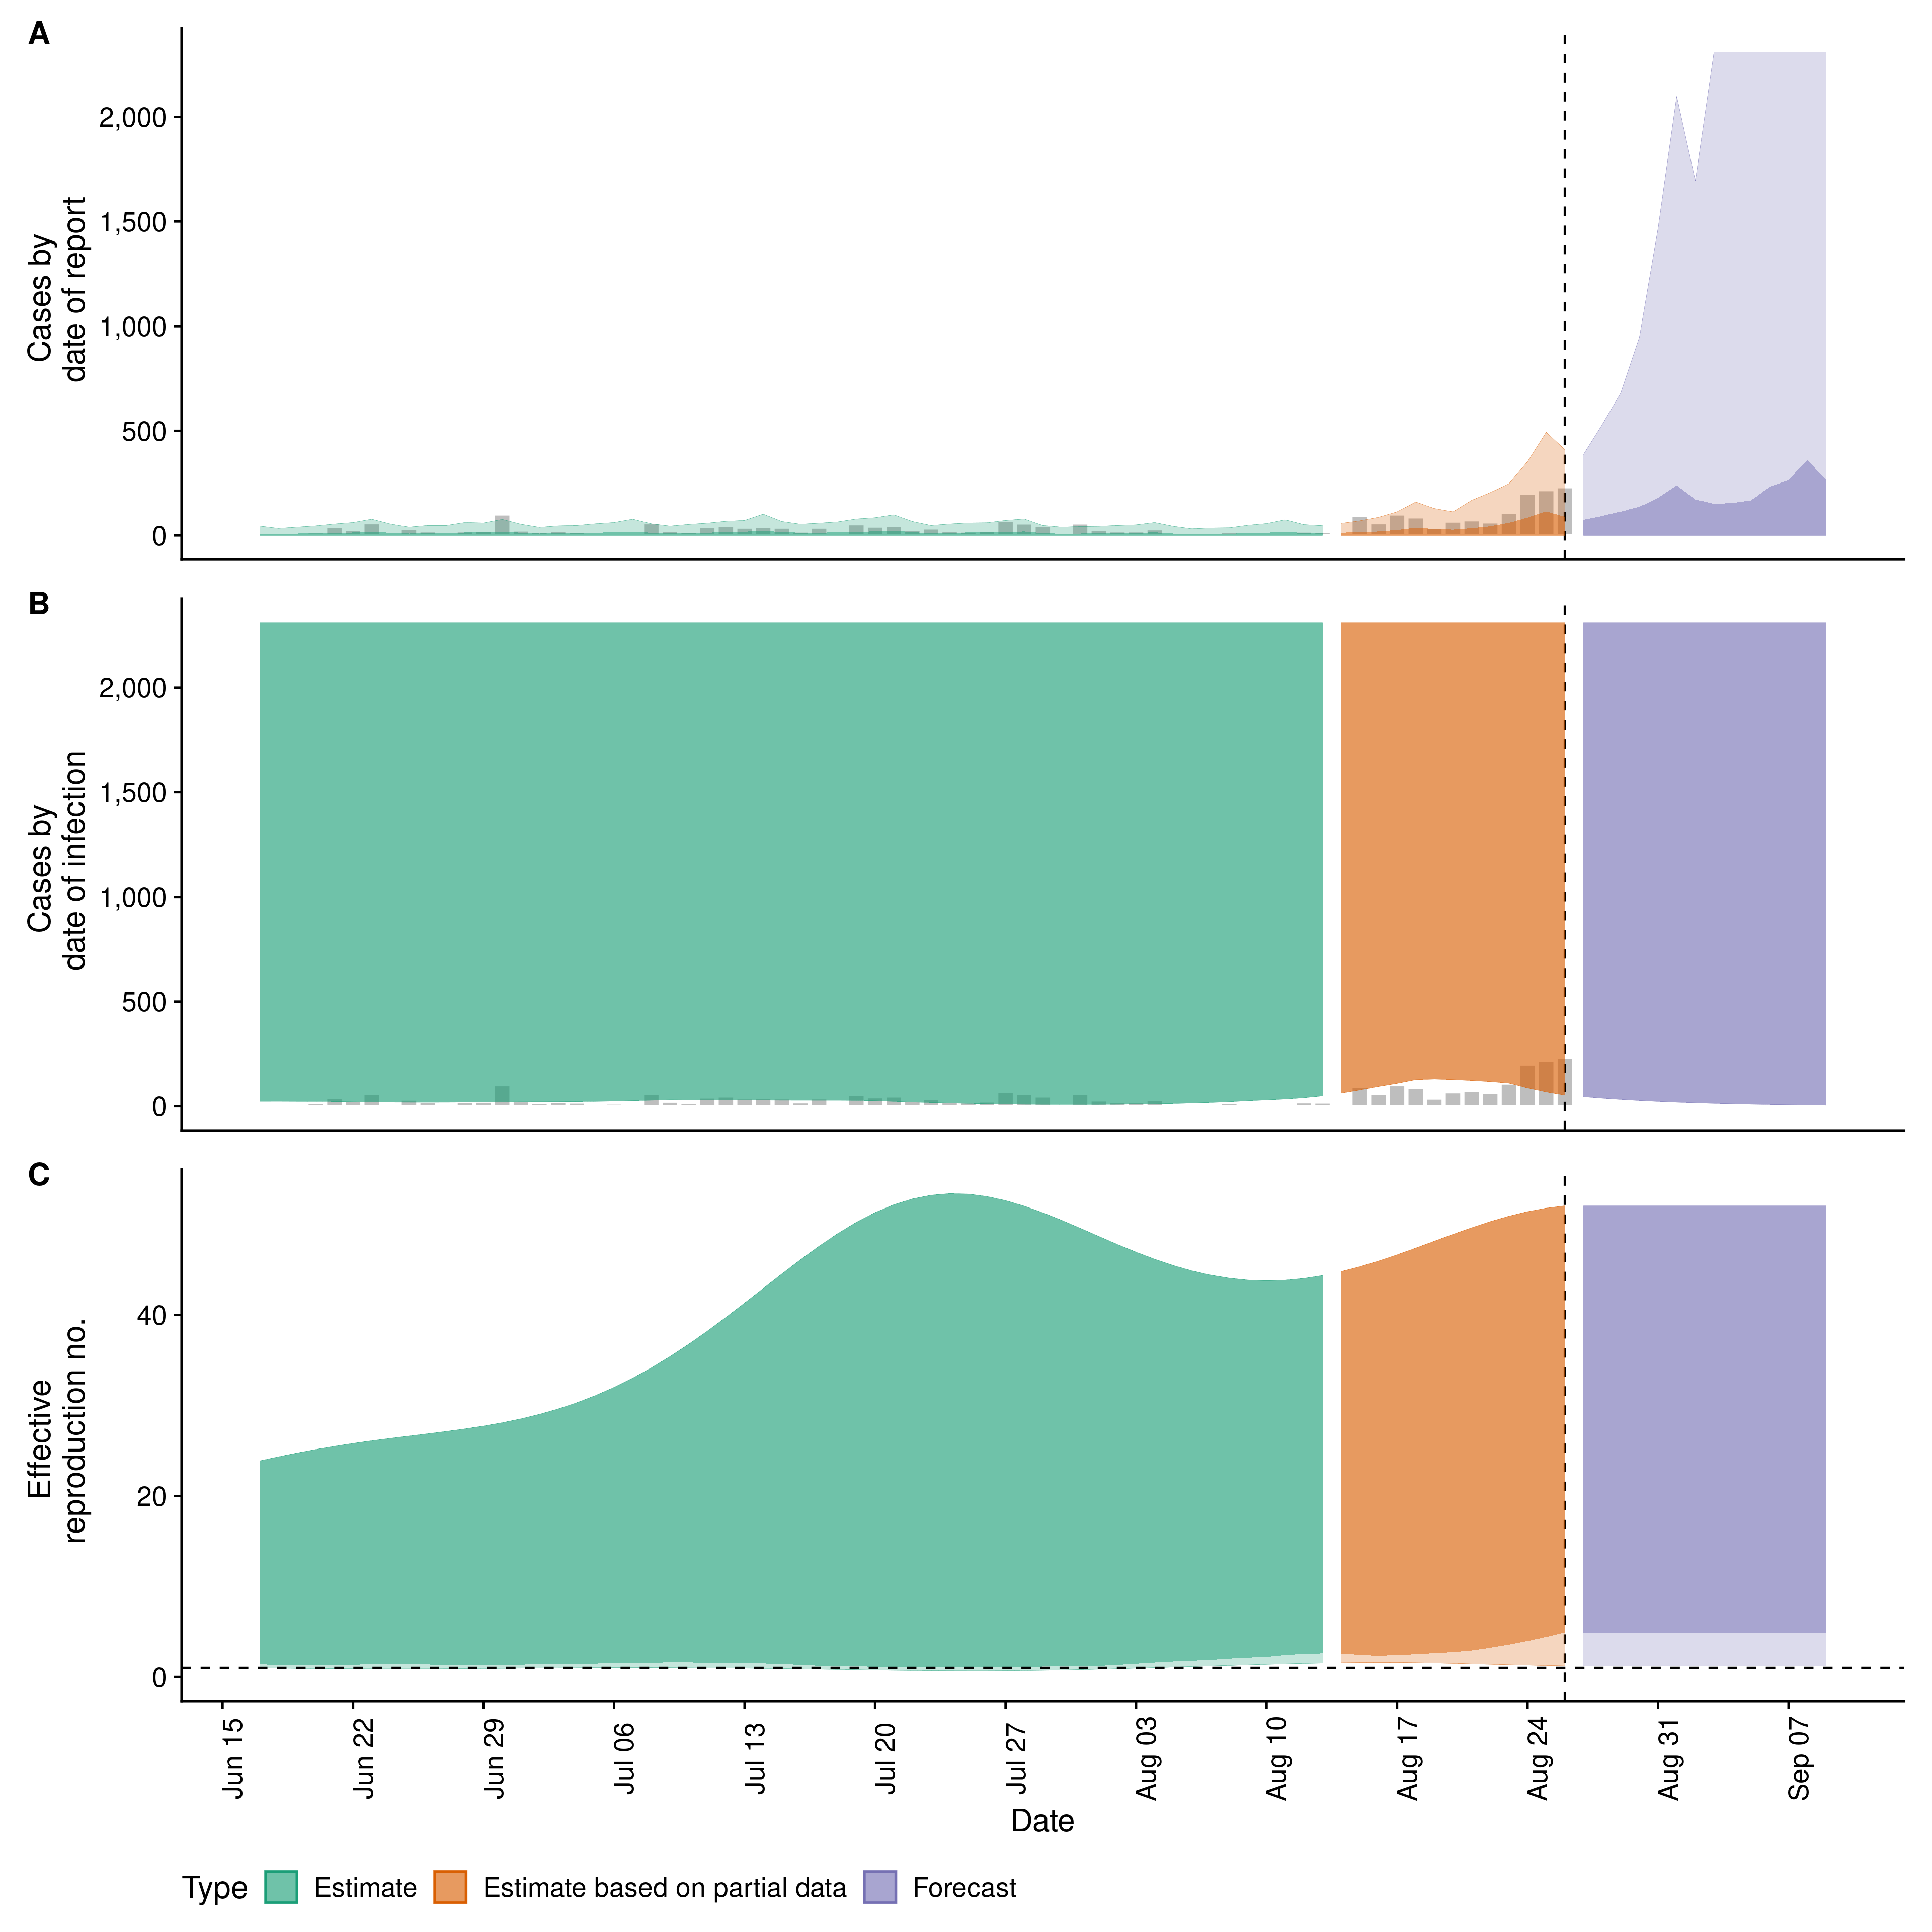 A
2,000
1,500
1,000
500
0
Cases by
date of report
B
2,000
1,500
1,000
500
0
Cases by
date of infection
C
40
20
0
Effective
reproduction no.
Jun 15
Jun 22
Jun 29
Jul 06
Jul 13
Jul 20
Jul 27
Aug 03
Aug 10
Aug 17
Aug 24
Aug 31
Sep 07
Date
Type Estimate Estimate based on partial data Forecast